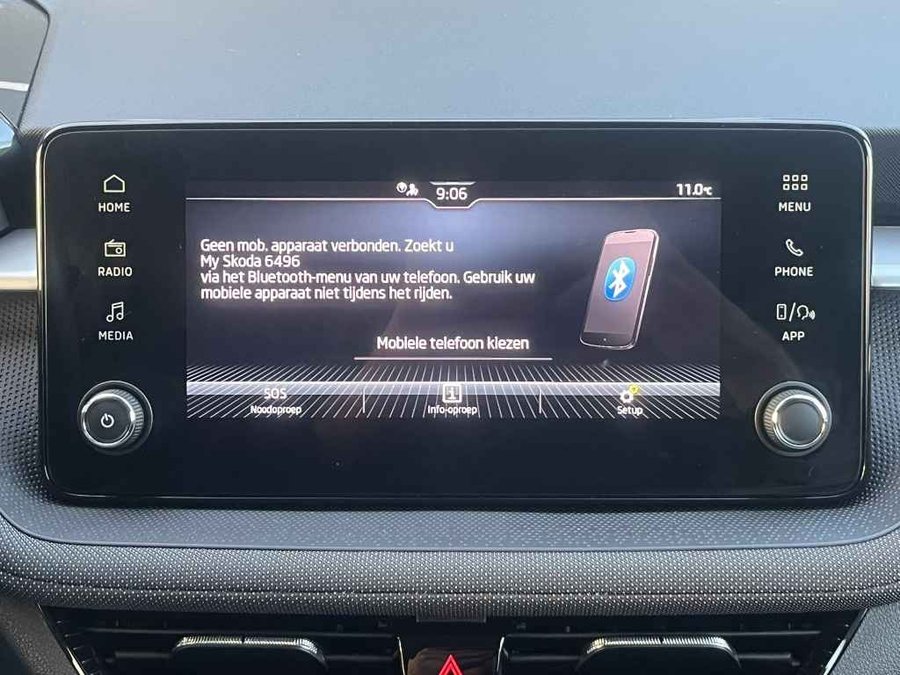 9:06
11.0°C
HOME
RADIO
MEDIA
Geen mob. apparaat verbonden. Zoekt u
My Skoda 6496
via het Bluetooth-menu van uw telefoon. Gebruik uw
mobiele apparaat niet tijdens het rijden.
Mobiele telefoon kiezen
SOS
Noodoproep
Info-oproep
Setup
MENU
PHONE
APP